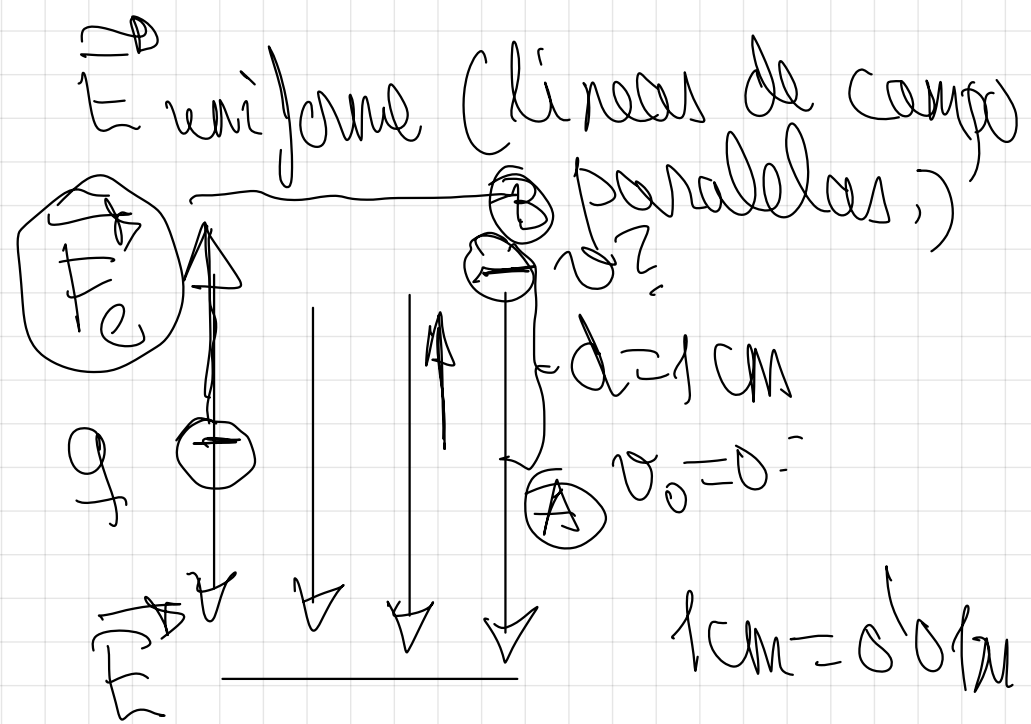 E uniforme (líneas de campo
paralelas,)
B
Fe
v?
d=1 cm
q
v₀=0
A
E
1cm=0'01m